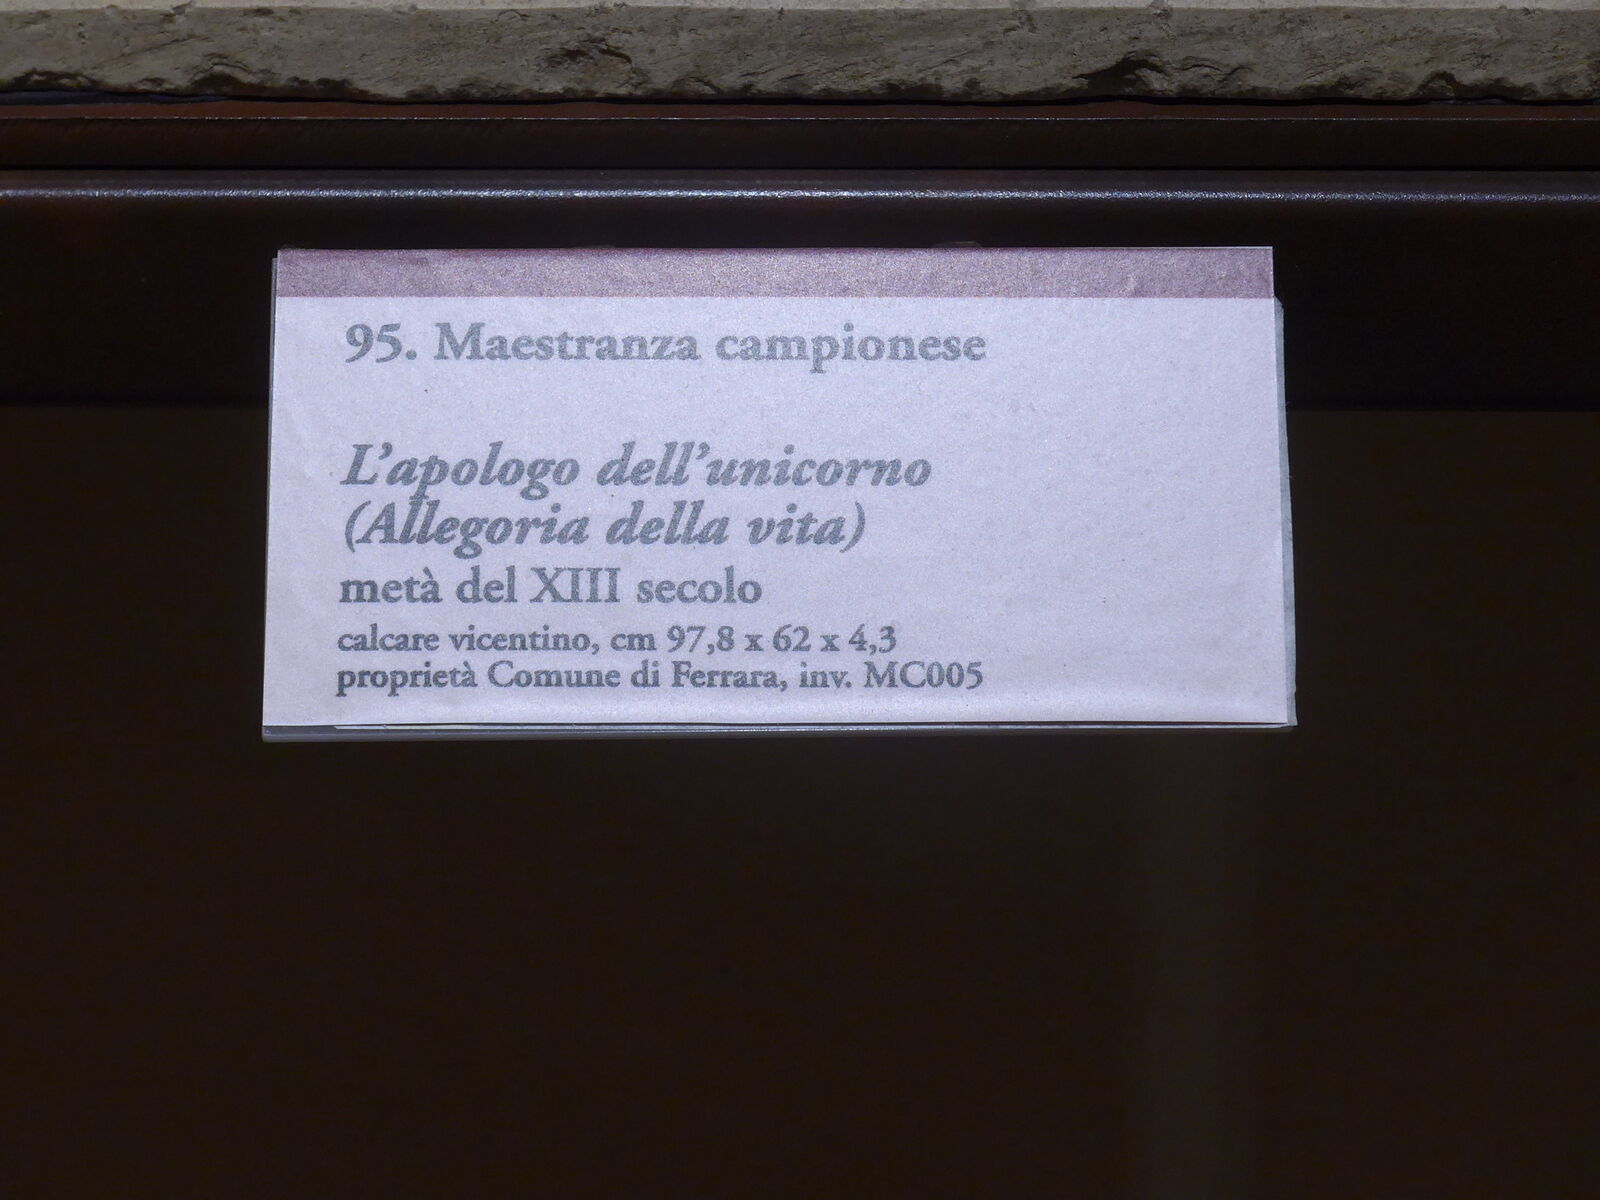 95. Maestranza campionese
L'apologo dell'unicorno
(Allegoria della vita)
metà del XIII secolo
calcare vicentino, cm 97,8 x 62 x 4,3
proprietà Comune di Ferrara, inv. MC005